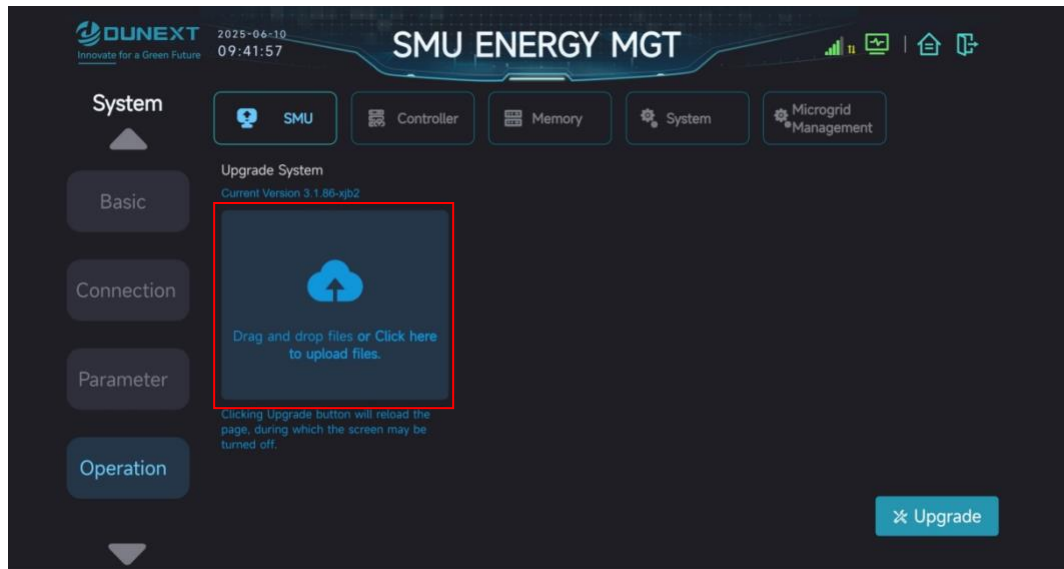 DUNEXT
Innovate for a Green Future
2025-06-10
09:41:57
SMU ENERGY MGT
System
SMU
Controller
Memory
System
Microgrid
Management
Basic
Connection
Parameter
Operation
Upgrade System
Current Version 3.1.86-xjb2
Drag and drop files or Click here
to upload files.
Clicking Upgrade button will reload the
page, during which the screen may be
turned off.
Upgrade